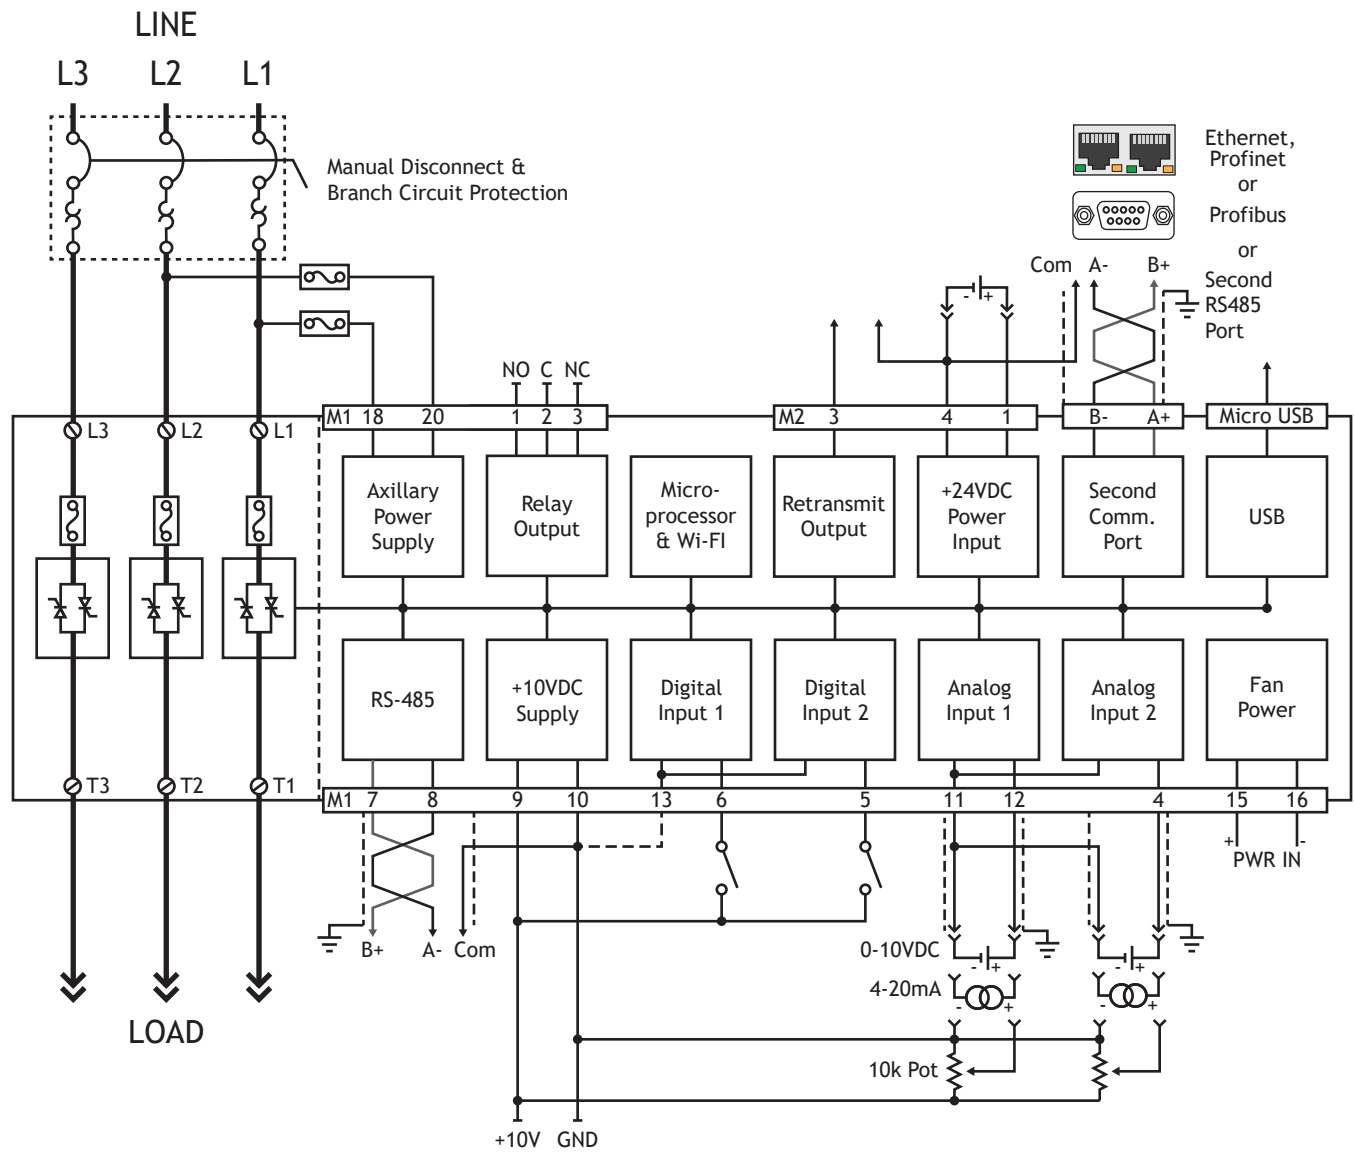 LINE
L3 L2 L1
Manual Disconnect &
Branch Circuit Protection
Ethernet,
Profinet
or
Profibus
or
Second
RS485
Port
Com A- B+
- +
NO C NC
M1 18 20 1 2 3
M2 3 4 1
B- A+
Micro USB
L3 L2 L1
Axillary
Power
Supply
Relay
Output
Micro-
processor
& Wi-FI
Retransmit
Output
+24VDC
Power
Input
Second
Comm.
Port
USB
RS-485
+10VDC
Supply
Digital
Input 1
Digital
Input 2
Analog
Input 1
Analog
Input 2
Fan
Power
T3 T2 T1
M1 7 8 9 10 13 6 5 11 12 4 15 16
+ -
PWR IN
B+ A- Com
0-10VDC
- + - +
4-20mA
- + - +
10k Pot
+10V GND
LOAD